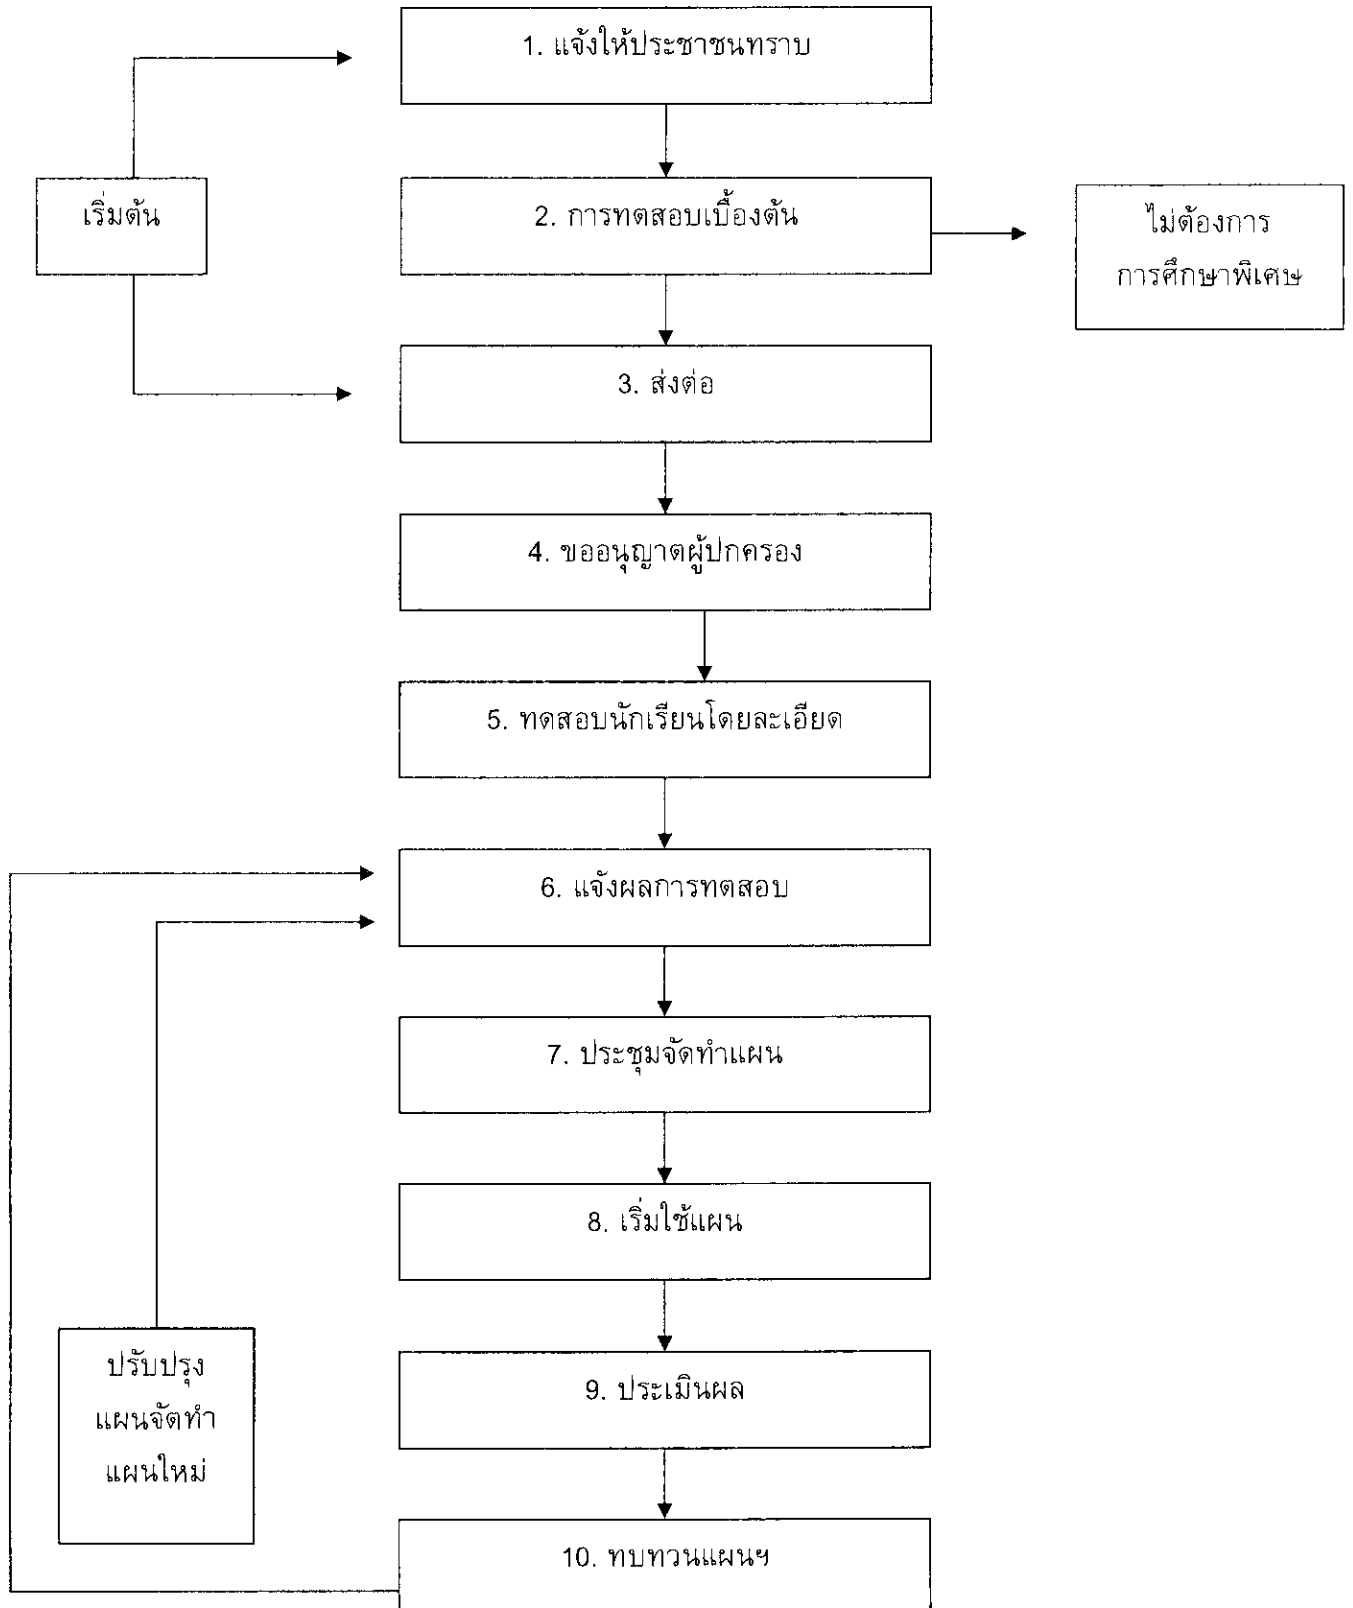 1. แจ้งให้ประชาชนทราบ
เริ่มต้น
2. การทดสอบเบื้องต้น
ไม่ต้องการ
การศึกษาพิเศษ
3. ส่งต่อ
4. ขออนุญาตผู้ปกครอง
5. ทดสอบนักเรียนโดยละเอียด
6. แจ้งผลการทดสอบ
7. ประชุมจัดทำแผน
8. เริ่มใช้แผน
9. ประเมินผล
ปรับปรุง
แผนจัดทำ
แผนใหม่
10. ทบทวนแผนฯ